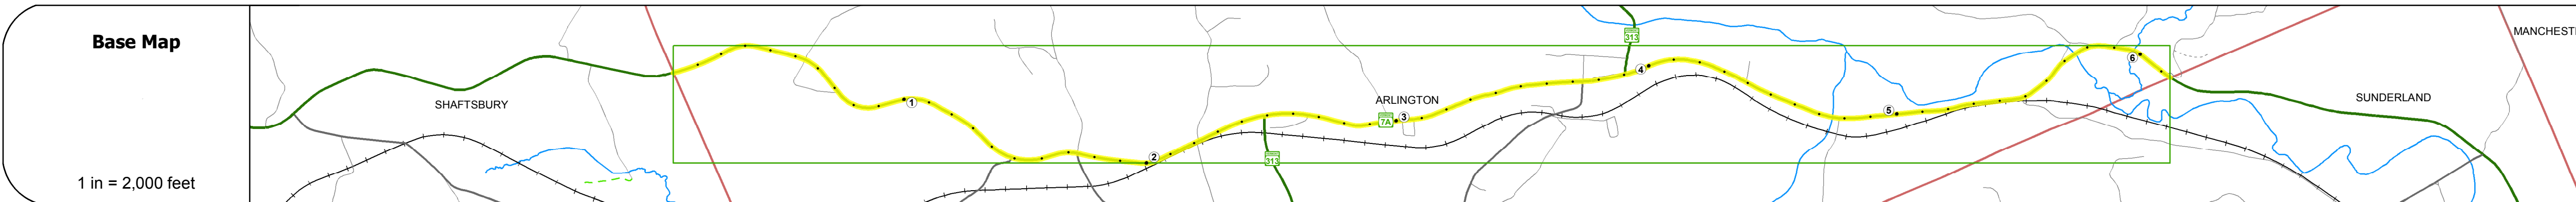 Base Map
1 in = 2,000 feet
SHAFTSBURY
1
2
313
7A
3
ARLINGTON
313
4
5
6
SUNDERLAND
MANCHEST